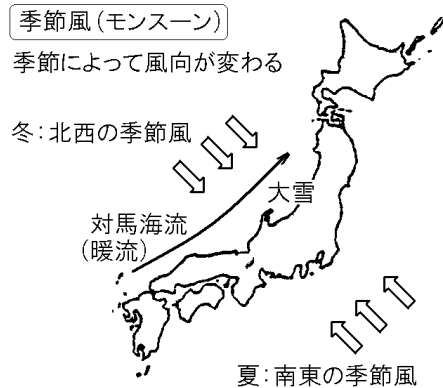 季節風(モンスーン)
季節によって風向が変わる
冬:北西の季節風
大雪
対馬海流
(暖流)
夏:南東の季節風